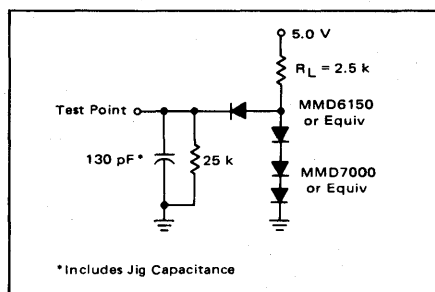 5.0 V
R_L = 2.5 k
Test Point
MMD6150
or Equiv
130 pF*
25 k
MMD7000
or Equiv
*Includes Jig Capacitance